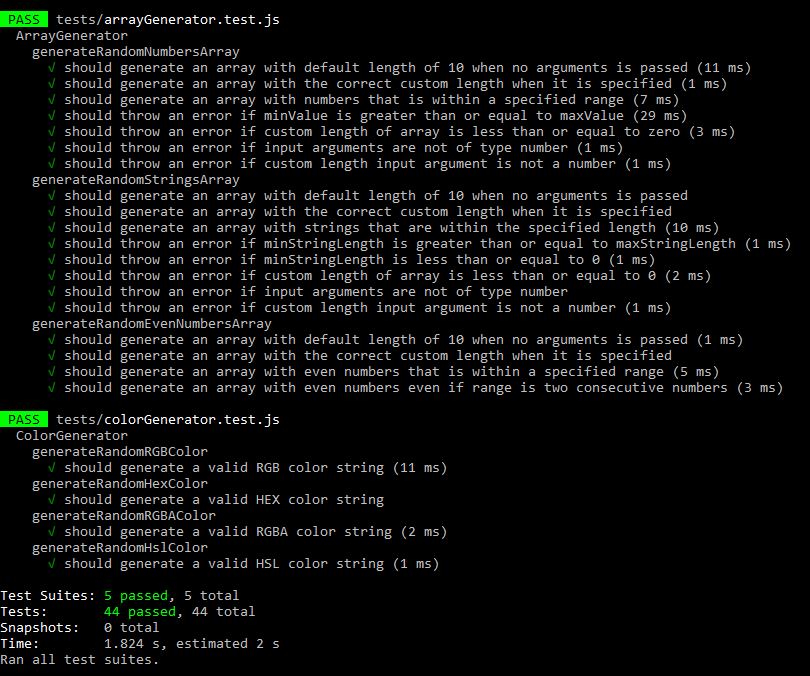 PASS tests/arrayGenerator.test.js
ArrayGenerator
generateRandomNumbersArray
√ should generate an array with default length of 10 when no arguments is passed (11 ms)
√ should generate an array with the correct custom length when it is specified (1 ms)
√ should generate an array with numbers that is within a specified range (7 ms)
√ should throw an error if minValue is greater than or equal to maxValue (29 ms)
√ should throw an error if custom length of array is less than or equal to zero (3 ms)
√ should throw an error if input arguments are not of type number (1 ms)
√ should throw an error if custom length input argument is not a number (1 ms)
generateRandomStringsArray
√ should generate an array with default length of 10 when no arguments is passed
√ should generate an array with the correct custom length when it is specified
√ should generate an array with strings that are within the specified length (10 ms)
√ should throw an error if minStringLength is greater than or equal to maxStringLength (1 ms)
√ should throw an error if minStringLength is less than or equal to 0 (1 ms)
√ should throw an error if custom length of array is less than or equal to 0 (2 ms)
√ should throw an error if input arguments are not of type number
√ should throw an error if custom length input argument is not a number (1 ms)
generateRandomEvenNumbersArray
√ should generate an array with default length of 10 when no arguments is passed (1 ms)
√ should generate an array with the correct custom length when it is specified
√ should generate an array with even numbers that is within a specified range (5 ms)
√ should generate an array with even numbers even if range is two consecutive numbers (3 ms)
PASS tests/colorGenerator.test.js
ColorGenerator
generateRandomRGBColor
√ should generate a valid RGB color string (11 ms)
generateRandomHexColor
√ should generate a valid HEX color string
generateRandomRGBAColor
√ should generate a valid RGBA color string (2 ms)
generateRandomHslColor
√ should generate a valid HSL color string (1 ms)
Test Suites: 5 passed, 5 total
Tests: 44 passed, 44 total
Snapshots: 0 total
Time: 1.824 s, estimated 2 s
Ran all test suites.